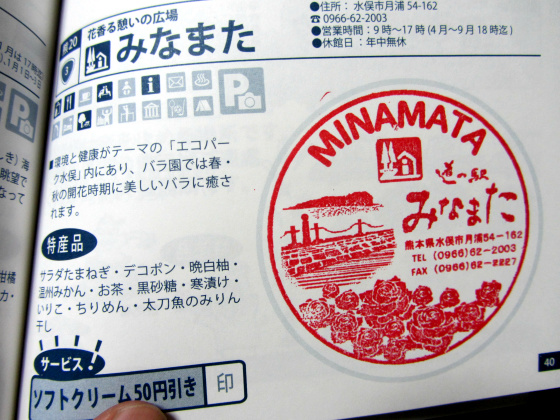 ●住所： 水俣市月浦54-162
☎0966-62-2003
●営業時間：9時〜17時(4月〜9月18時迄)
●休館日：年中無休
花香る憩いの広場
みなまた
20
3
P
■環境と健康がテーマの「エコパー
ク水俣」内にあり、バラ園では春・
秋の開花時期に美しいバラに癒さ
れます。
特産品
サラダたまねぎ・デコポン・晩白柚・
温州みかん・お茶・黒砂糖・寒漬け・
いりこ・ちりめん・太刀魚のみりん
干し
サービス!
ソフトクリーム50円引き
印
MINAMATA
道の駅
みなまた
熊本県水俣市月浦54-162
TEL (0966)62-2003
FAX (0966)62-2227
40